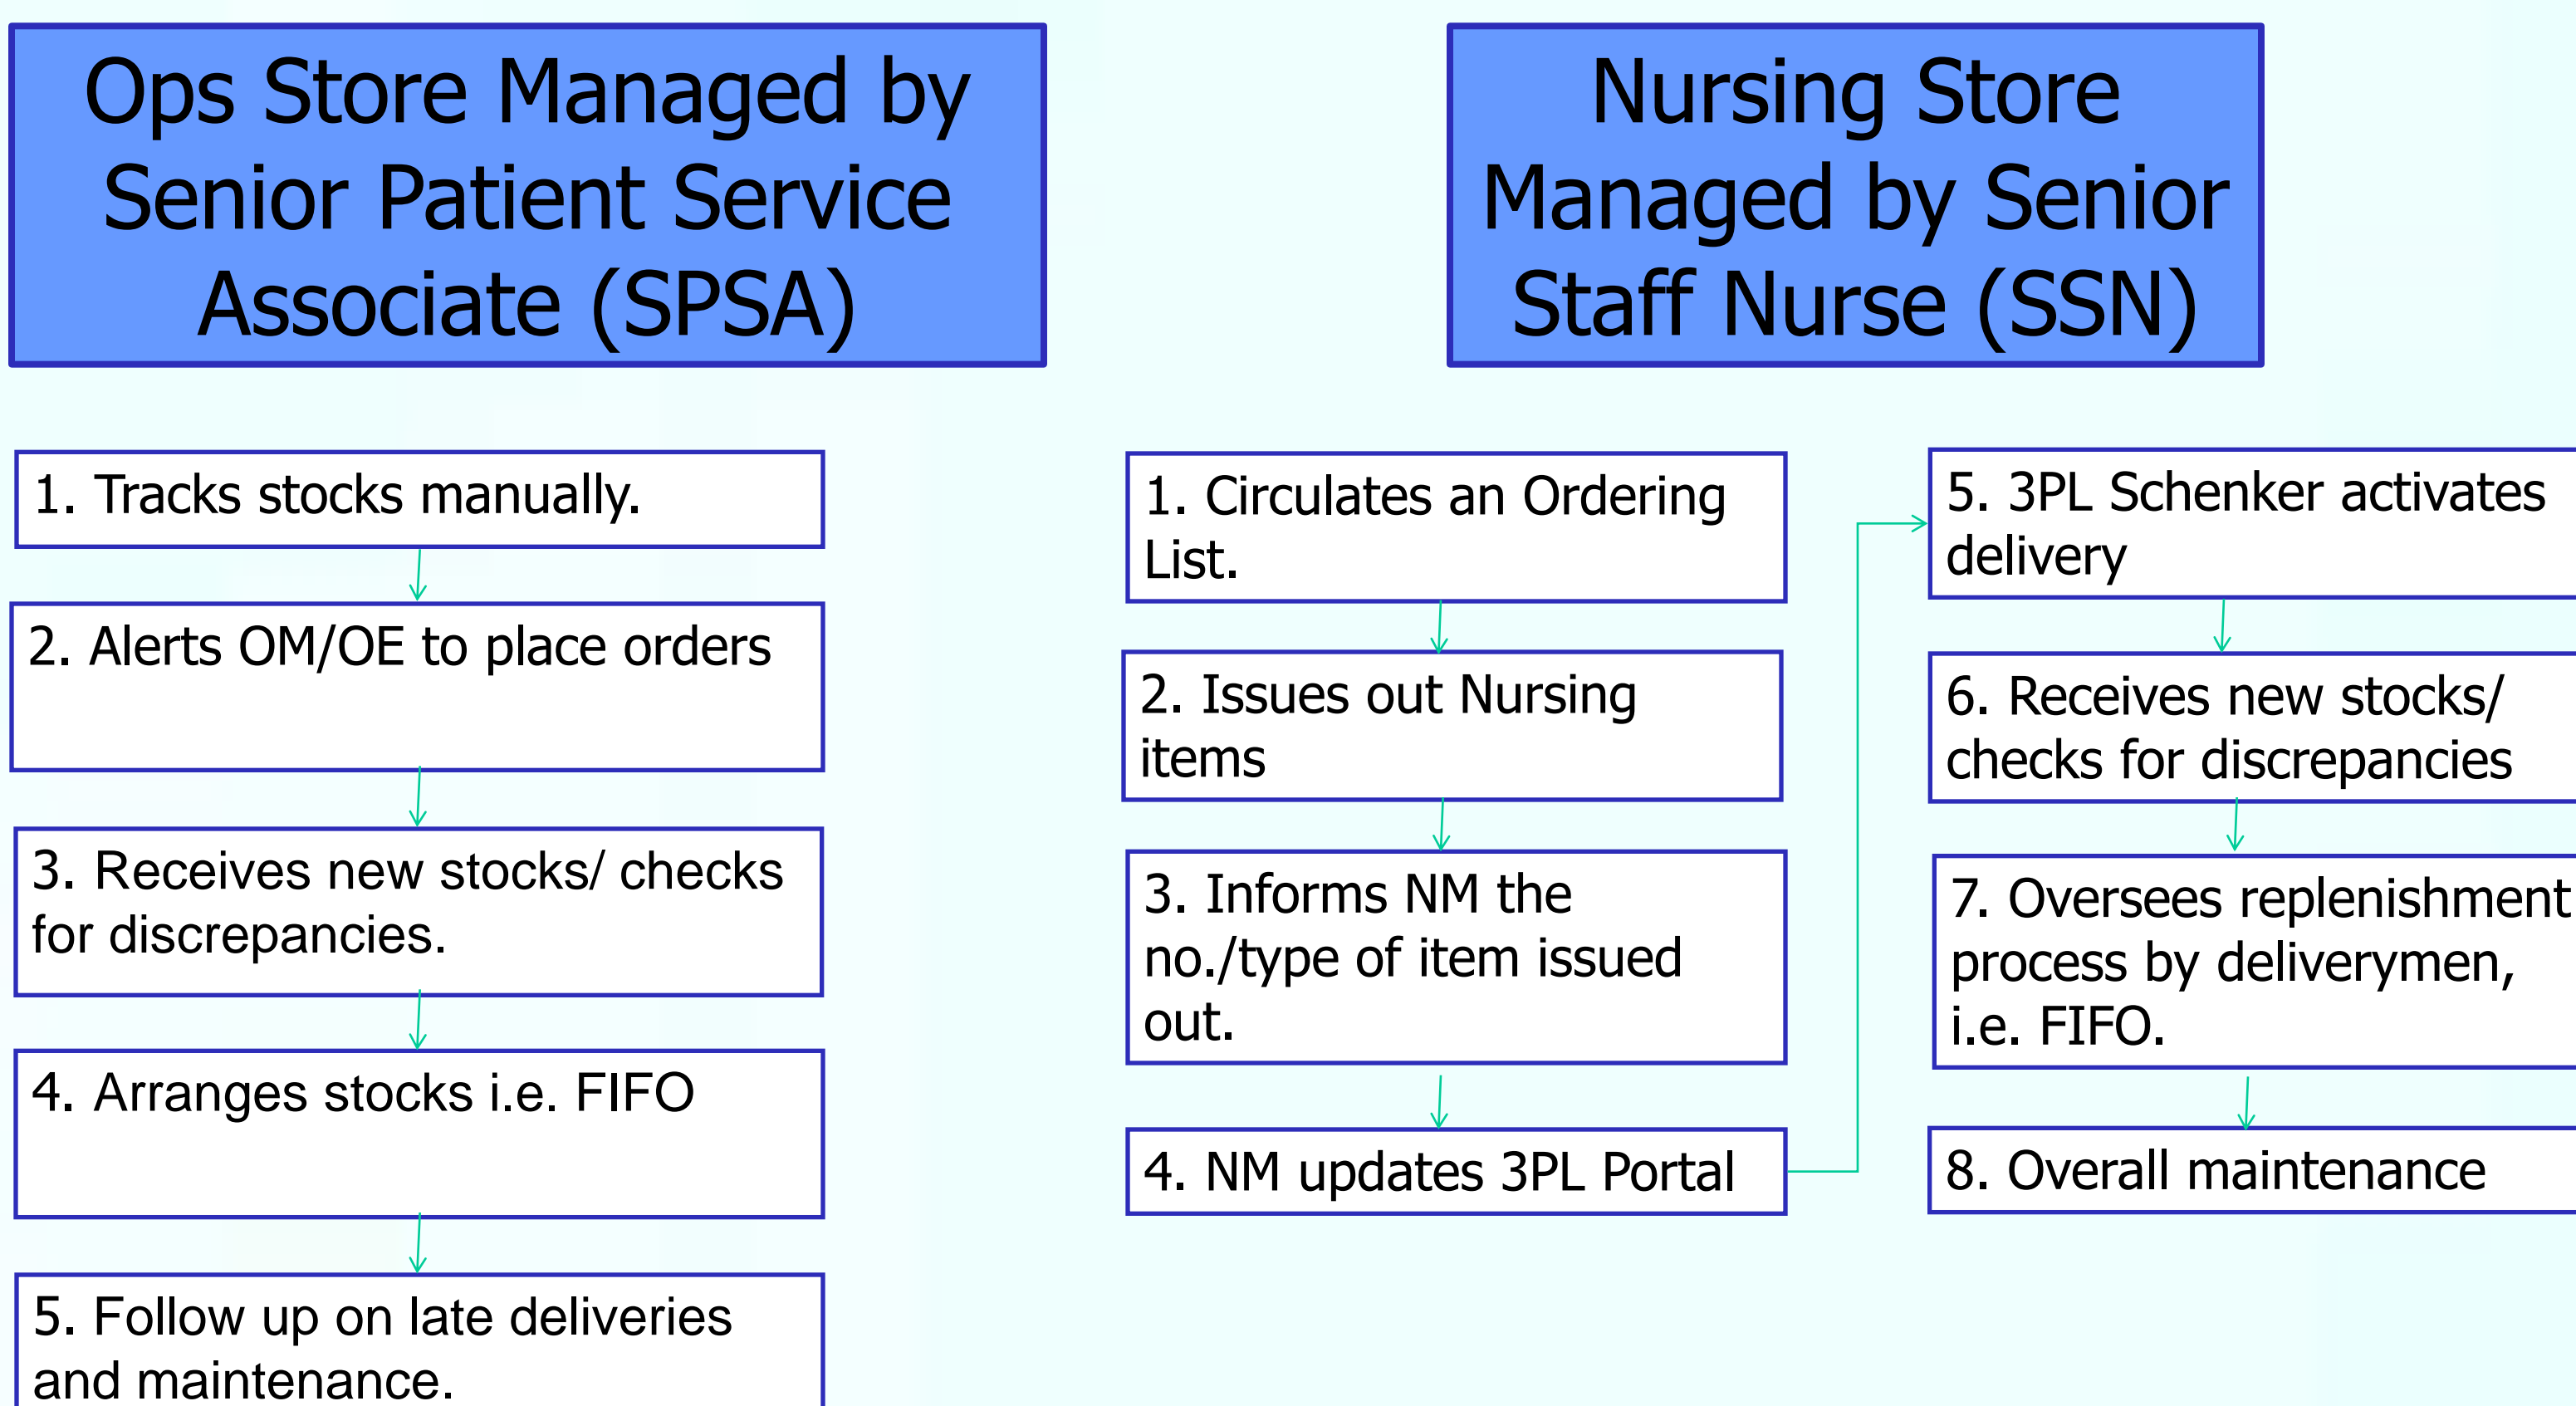 Ops Store Managed by
Senior Patient Service
Associate (SPSA)
1. Tracks stocks manually.
2. Alerts OM/OE to place orders
3. Receives new stocks/ checks
for discrepancies.
4. Arranges stocks i.e. FIFO
5. Follow up on late deliveries
and maintenance.
Nursing Store
Managed by Senior
Staff Nurse (SSN)
1. Circulates an Ordering
List.
2. Issues out Nursing
items
3. Informs NM the
no./type of item issued
out.
4. NM updates 3PL Portal
5. 3PL Schenker activates
delivery
6. Receives new stocks/
checks for discrepancies
7. Oversees replenishment
process by deliverymen,
i.e. FIFO.
8. Overall maintenance